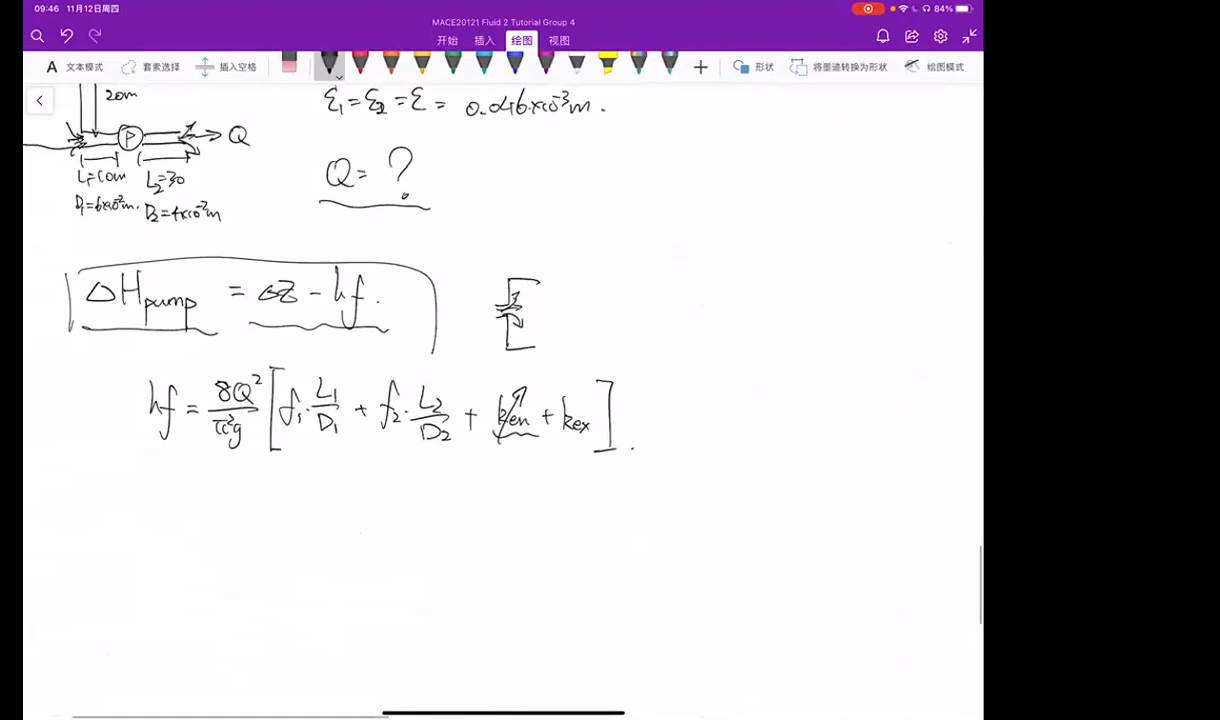 09:46 11月12日周四
84%
MACE20121 Fluid 2 Tutorial Group 4
开始 插入 绘图 视图
文本模式 套索选择 插入空格 形状 将墨迹转换为形状 绘图模式
20m
ε₁=ε₂=ε= 0.046×10⁻³m.
P Q
L₁=10m L₂=30
D₁=6×10⁻²m. D₂=4×10⁻²m
Q= ?
ΔHpump = Δz - hf.
hf = 8Q²/π²g [f₁·L₁/D₁ + f₂·L₂/D₂ + ken + kex].